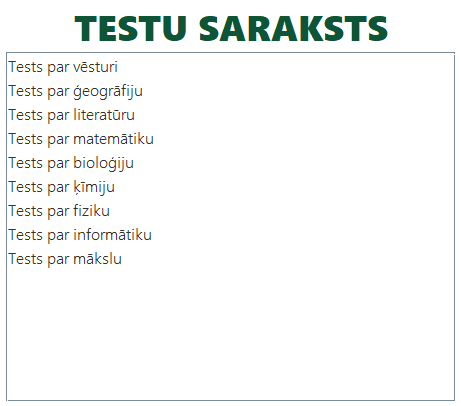 TESTU SARAKSTS
Tests par vēsturi
Tests par ģeogrāfiju
Tests par literatūru
Tests par matemātiku
Tests par bioloģiju
Tests par ķīmiju
Tests par fiziku
Tests par informātiku
Tests par mākslu